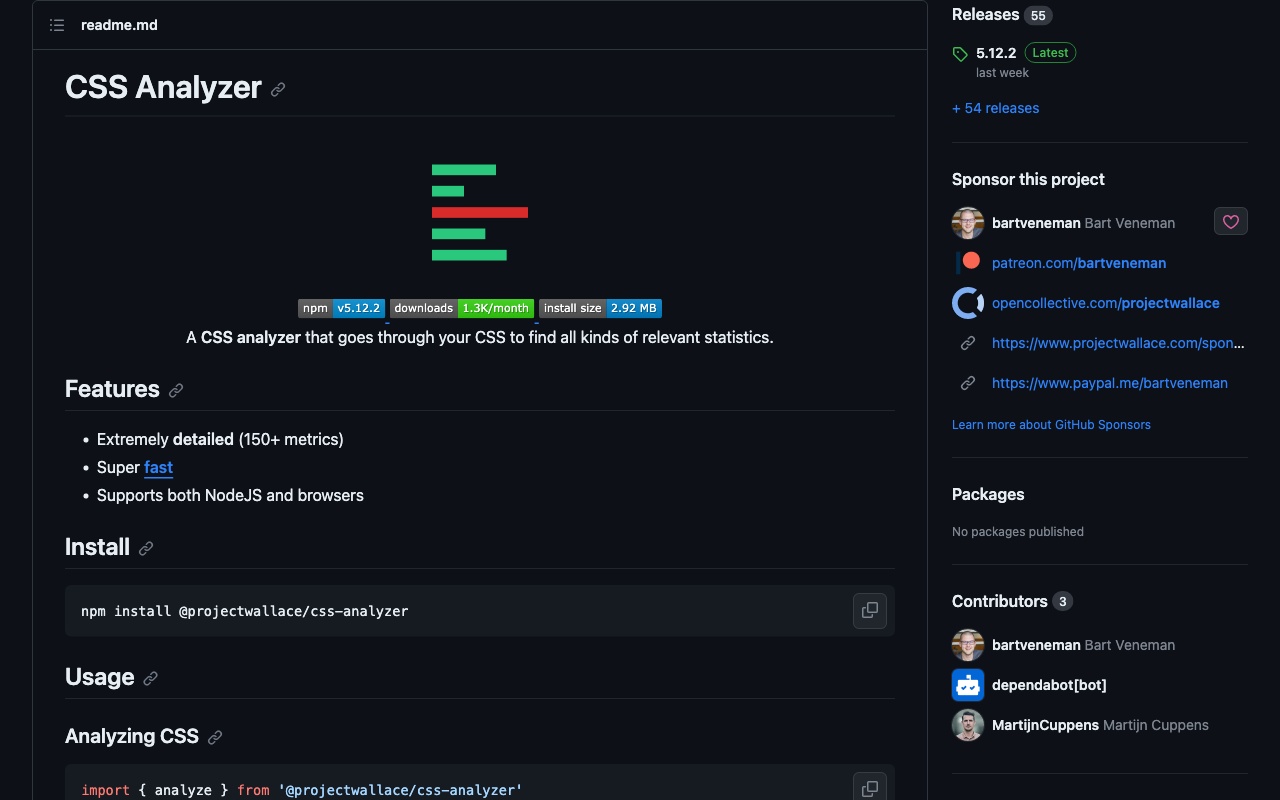 readme.md
CSS Analyzer
npm v5.12.2 downloads 1.3K/month install size 2.92 MB
A CSS analyzer that goes through your CSS to find all kinds of relevant statistics.
Features
Extremely detailed (150+ metrics)
Super fast
Supports both NodeJS and browsers
Install
npm install @projectwallace/css-analyzer
Usage
Analyzing CSS
import { analyze } from '@projectwallace/css-analyzer'
Releases 55
5.12.2 Latest
last week
+ 54 releases
Sponsor this project
bartveneman Bart Veneman
patreon.com/bartveneman
opencollective.com/projectwallace
https://www.projectwallace.com/spon...
https://www.paypal.me/bartveneman
Learn more about GitHub Sponsors
Packages
No packages published
Contributors 3
bartveneman Bart Veneman
dependabot[bot]
MartijnCuppens Martijn Cuppens